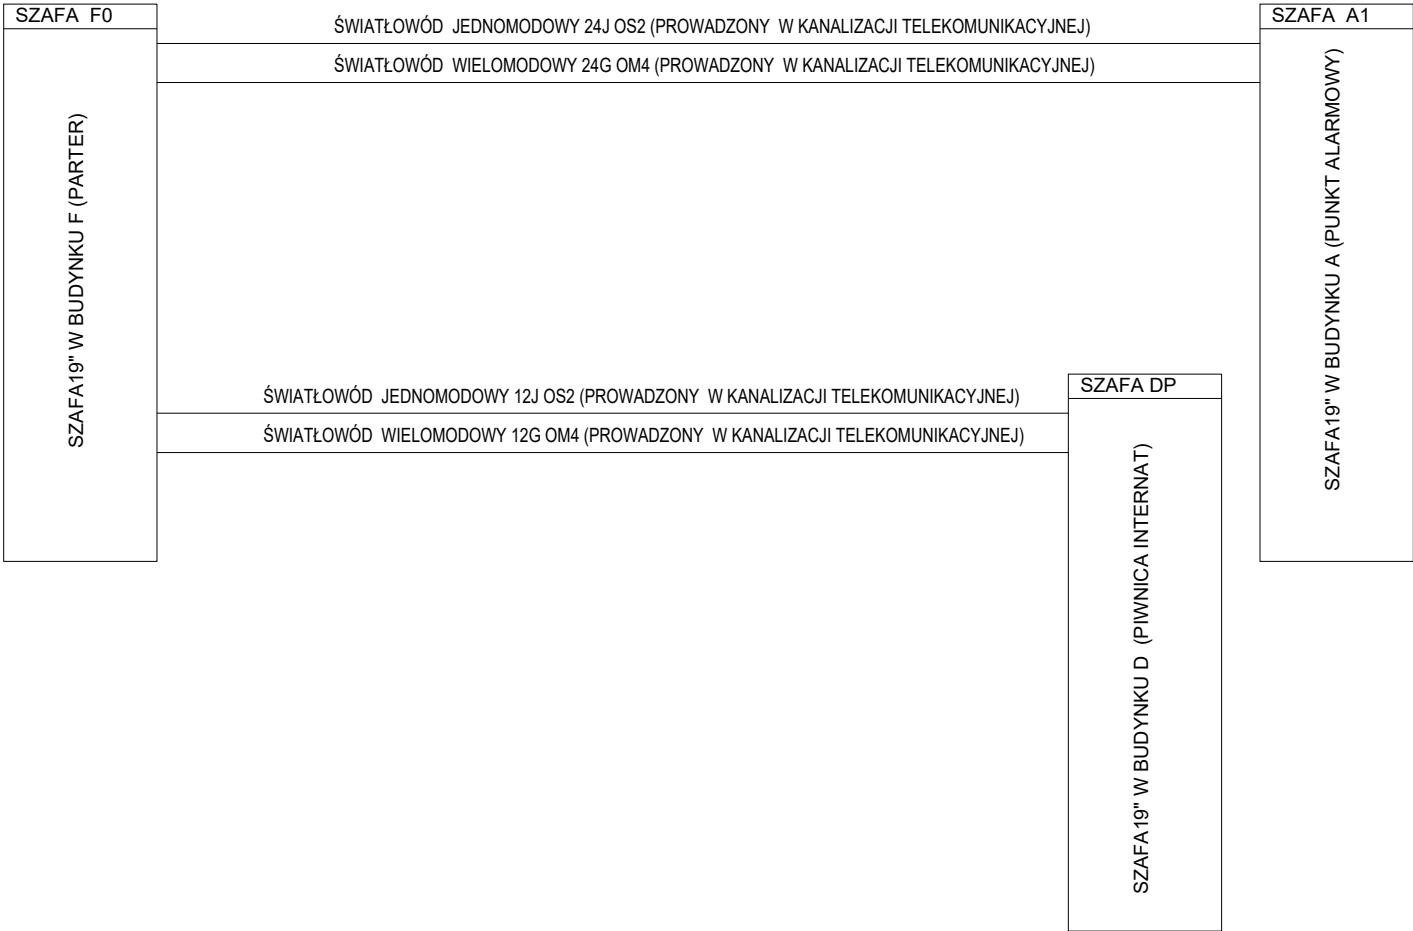 SZAFA F0
SZAFA A1
ŚWIATŁOWÓD JEDNOMODOWY 24J OS2 (PROWADZONY W KANALIZACJI TELEKOMUNIKACYJNEJ)
ŚWIATŁOWÓD WIELOMODOWY 24G OM4 (PROWADZONY W KANALIZACJI TELEKOMUNIKACYJNEJ)
SZAFA19" W BUDYNKU F (PARTER)
SZAFA19" W BUDYNKU A (PUNKT ALARMOWY)
SZAFA DP
ŚWIATŁOWÓD JEDNOMODOWY 12J OS2 (PROWADZONY W KANALIZACJI TELEKOMUNIKACYJNEJ)
ŚWIATŁOWÓD WIELOMODOWY 12G OM4 (PROWADZONY W KANALIZACJI TELEKOMUNIKACYJNEJ)
SZAFA19" W BUDYNKU D (PIWNICA INTERNAT)